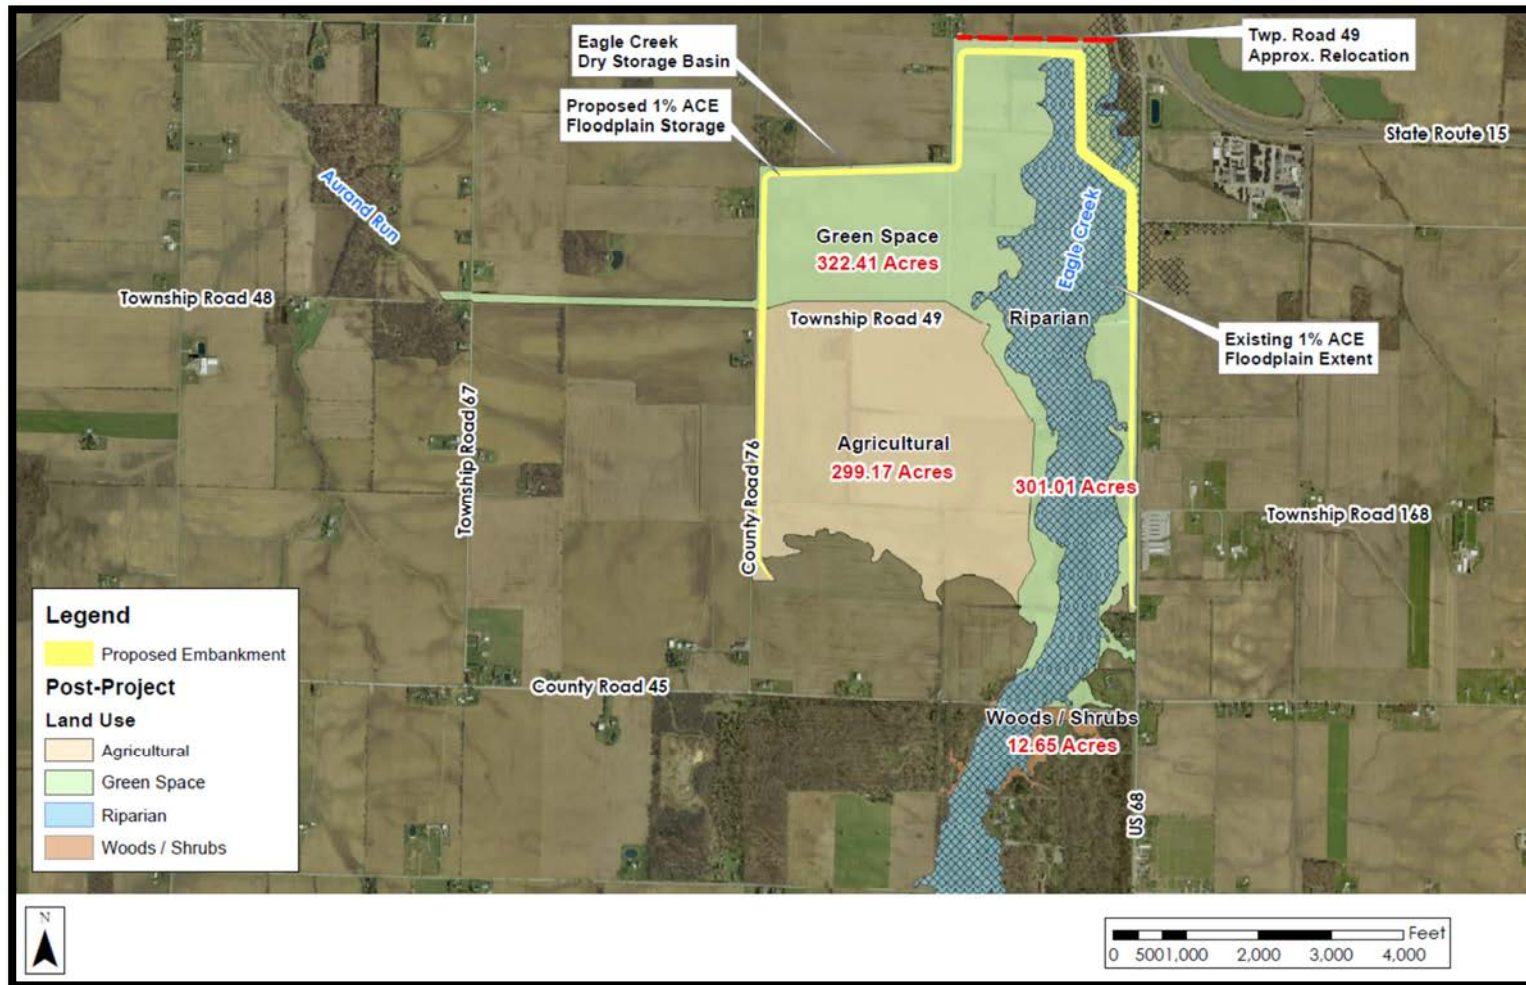 Eagle Creek
Dry Storage Basin
Twp. Road 49
Approx. Relocation
Proposed 1% ACE
Floodplain Storage
State Route 15
Aurand Run
Eagle Creek
Green Space
322.41 Acres
Township Road 48
Township Road 49
Riparian
Existing 1% ACE
Floodplain Extent
Township Road 67
County Road 76
Agricultural
299.17 Acres
301.01 Acres
Township Road 168
County Road 45
Woods / Shrubs
12.65 Acres
US 68
Legend
Proposed Embankment
Post-Project
Land Use
Agricultural
Green Space
Riparian
Woods / Shrubs
N
Feet
0 500 1,000 2,000 3,000 4,000